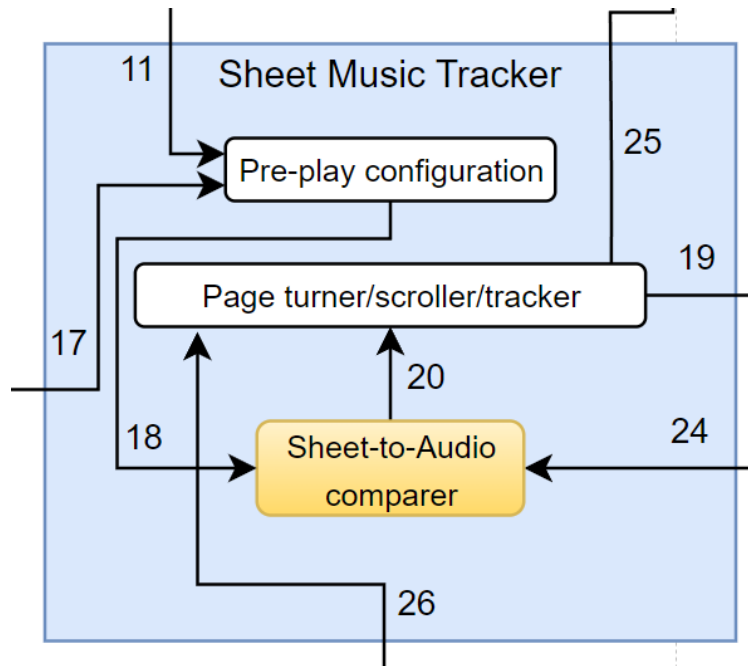 Sheet Music Tracker
11
25
Pre-play configuration
19
Page turner/scroller/tracker
17
20
18
Sheet-to-Audio
comparer
24
26